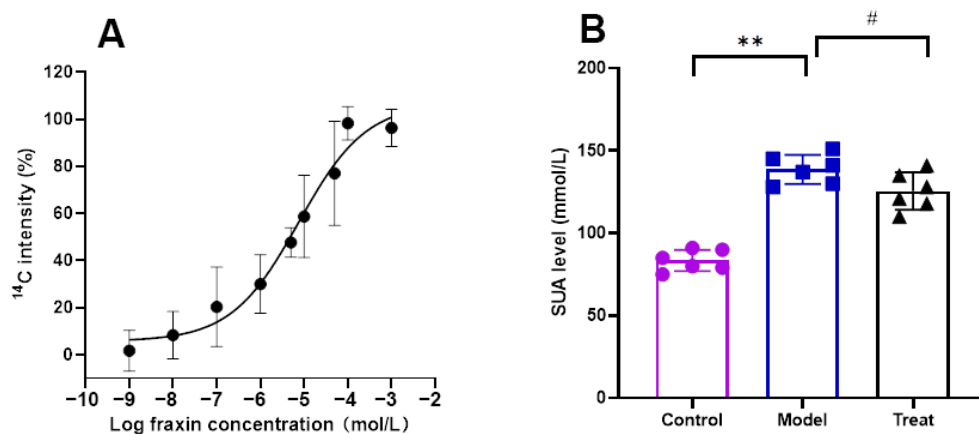 A
120
100
80
60
40
20
0
¹⁴C intensity (%)
−10 −9 −8 −7 −6 −5 −4 −3 −2
Log fraxin concentration（mol/L）
B
** #
200
150
100
50
0
SUA level (mmol/L)
Control Model Treat